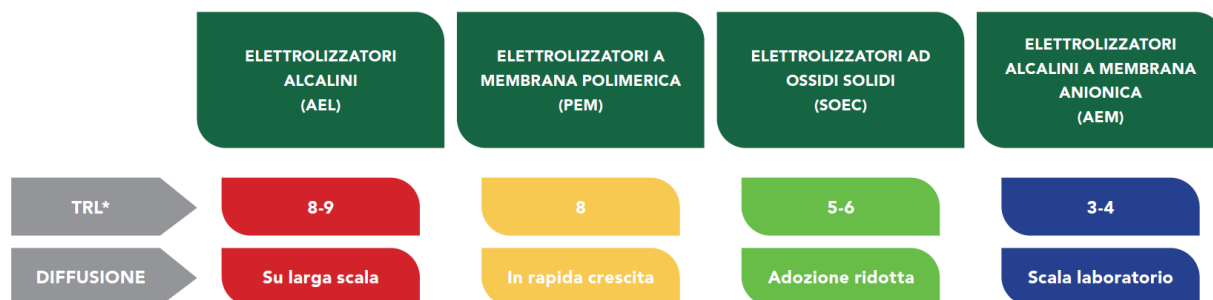 ELETTROLIZZATORI
ALCALINI
(AEL)
ELETTROLIZZATORI A
MEMBRANA POLIMERICA
(PEM)
ELETTROLIZZATORI AD
OSSIDI SOLIDI
(SOEC)
ELETTROLIZZATORI
ALCALINI A MEMBRANA
ANIONICA
(AEM)
TRL*
8-9
8
5-6
3-4
DIFFUSIONE
Su larga scala
In rapida crescita
Adozione ridotta
Scala laboratorio